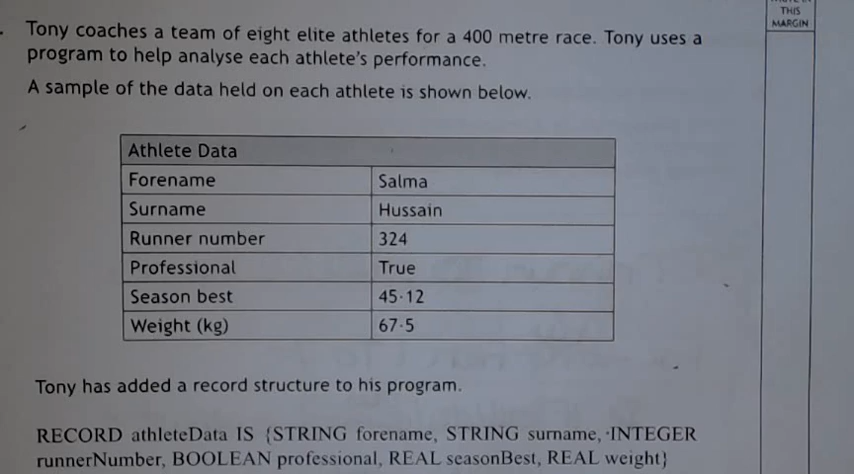 THIS
MARGIN
Tony coaches a team of eight elite athletes for a 400 metre race. Tony uses a
program to help analyse each athlete's performance.
A sample of the data held on each athlete is shown below.
Athlete Data
Forename Salma
Surname Hussain
Runner number 324
Professional True
Season best 45·12
Weight (kg) 67·5
Tony has added a record structure to his program.
RECORD athleteData IS {STRING forename, STRING surname, INTEGER
runnerNumber, BOOLEAN professional, REAL seasonBest, REAL weight}